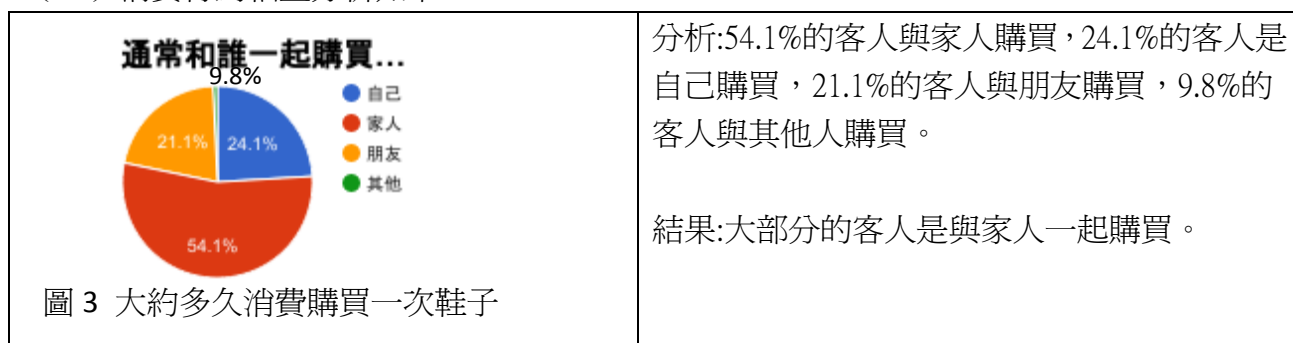 通常和誰一起購買...
9.8%
自己
家人
朋友
其他
21.1%
24.1%
54.1%
圖 3 大約多久消費購買一次鞋子
分析:54.1%的客人與家人購買，24.1%的客人是
自己購買，21.1%的客人與朋友購買，9.8%的
客人與其他人購買。
結果:大部分的客人是與家人一起購買。